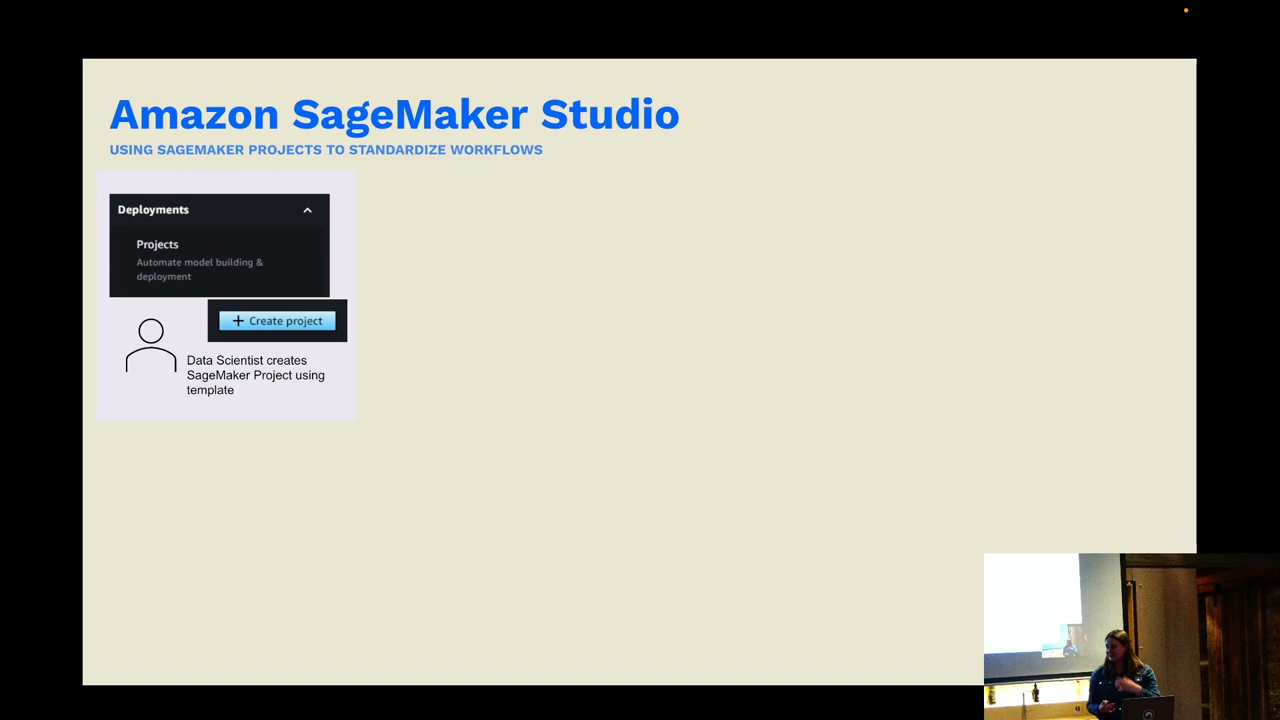 Amazon SageMaker Studio
USING SAGEMAKER PROJECTS TO STANDARDIZE WORKFLOWS
Deployments
Projects
Automate model building &
deployment
+ Create project
Data Scientist creates
SageMaker Project using
template